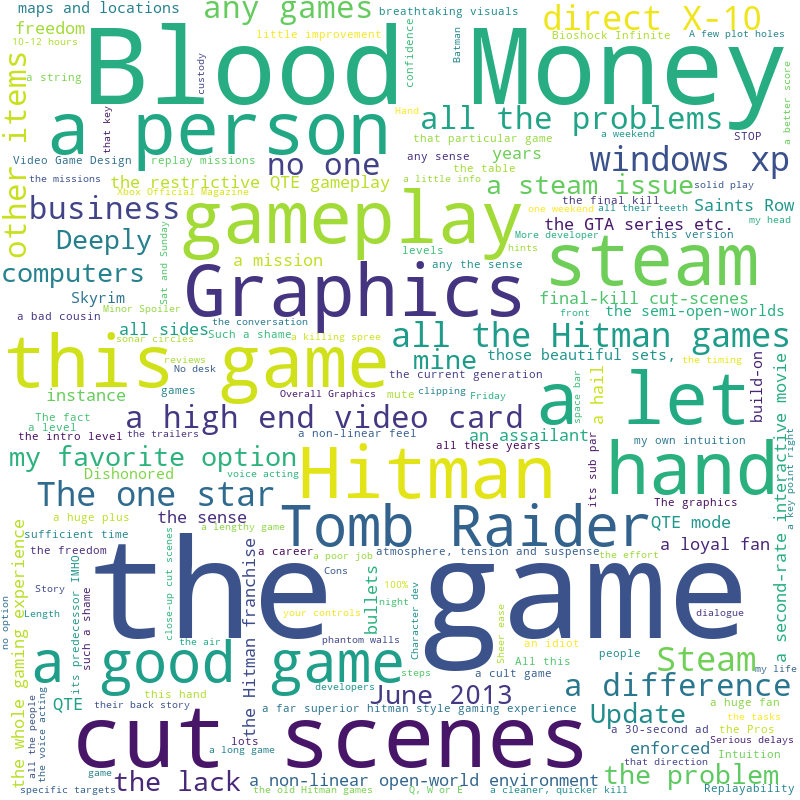 maps and locations
any games
breathtaking visuals
direct X-10
freedom
10-12 hours
little improvement
confidence
Batman
Bioshock Infinite
A few plot holes
a string
custody
Blood Money
a better score
that key
Hand
a person
all the problems
that particular game
a weekend
STOP
other items
Video Game Design
replay missions
no one
any sense
years
windows xp
the missions
the restrictive QTE gameplay
a little info
the table
a steam issue
solid play
Xbox Official Magazine
business
gameplay
one weekend
all their teeth
Saints Row
the final kill
my head
the GTA series etc.
Deeply
Sat and Sunday
levels
More developer
this version
hints
steam
computers
a mission
any the sense
Graphics
Skyrim
final-kill cut-scenes
Minor Spoiler
a bad cousin
front
the semi-open-worlds
all sides
the conversation
Such a shame
a killing spree
all the Hitman games
sonar circles
this game
reviews
No desk
mine
those beautiful sets,
the timing
build-on
the current generation
space bar
a hail
instance
games
Overall Graphics
mute
clipping
Friday
a let
The fact
a level
a high end video card
the intro level
the trailers
a non-linear feel
all these years
an assailant
its sub par
my own intuition
a key point right
a second-rate interactive movie
my favorite option
Dishonored
voice acting
Hitman
hand
The one star
a huge plus
the sense
a lengthy game
Tomb Raider
The graphics
QTE mode
sufficient time
the freedom
a career
a poor job
atmosphere, tension and suspense
the effort
a loyal fan
the whole gaming experience
no option
Story
Length
its predecessor IMHO
such a shame
close-up cut scenes
the Hitman franchise
Cons
100%
bullets
night
Character dev
your controls
the game
Sheer ease
dialogue
the air
phantom walls
an idiot
people
a good game
steps
All this
a cult game
Steam
my life
QTE
all the people
the voice acting
this hand
developers
June 2013
a difference
a huge fan
their back story
a far superior hitman style gaming experience
Update
the tasks
cut scenes
lots
a 30-second ad
the Pros
Serious delays
a long game
enforced
Intuition
game
that direction
the lack
a non-linear open-world environment
the problem
specific targets
the old Hitman games
Q, W or E
a cleaner, quicker kill
Replayability